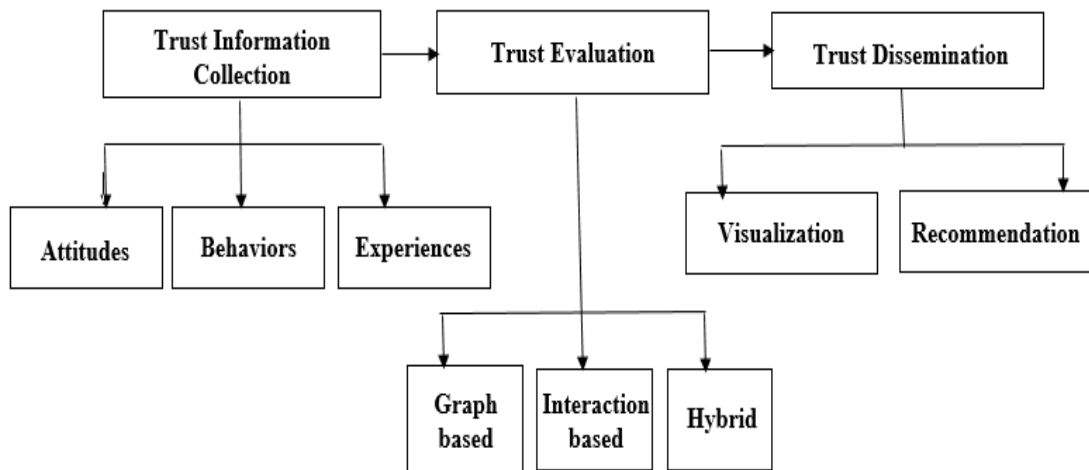 Trust Information
Collection
Trust Evaluation
Trust Dissemination
Attitudes
Behaviors
Experiences
Visualization
Recommendation
Graph
based
Interaction
based
Hybrid